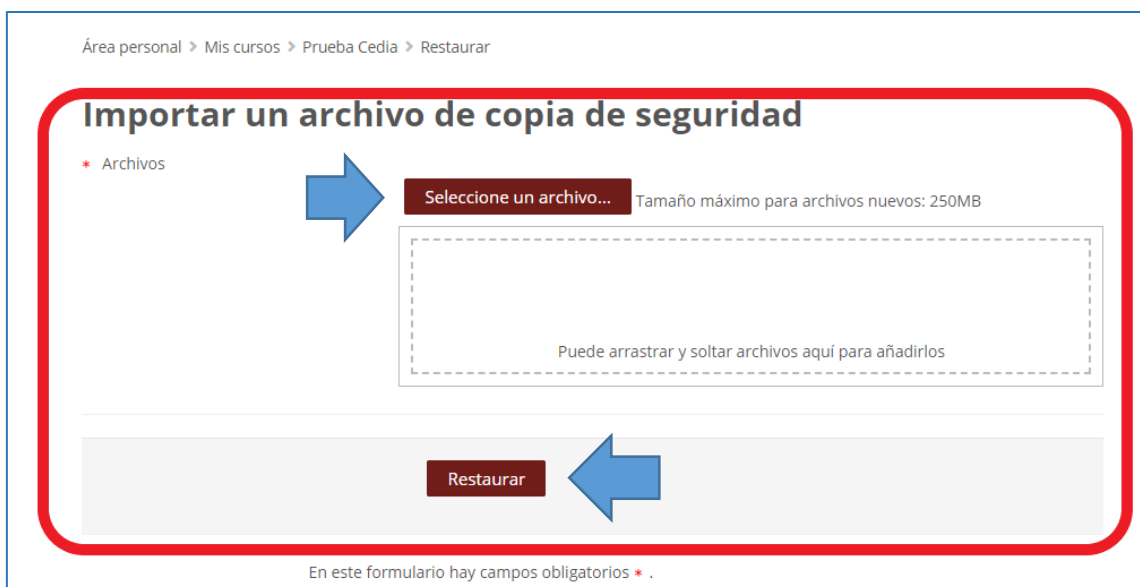 Área personal > Mis cursos > Prueba Cedia > Restaurar
Importar un archivo de copia de seguridad
* Archivos
Seleccione un archivo... Tamaño máximo para archivos nuevos: 250MB
Puede arrastrar y soltar archivos aquí para añadirlos
Restaurar
En este formulario hay campos obligatorios * .